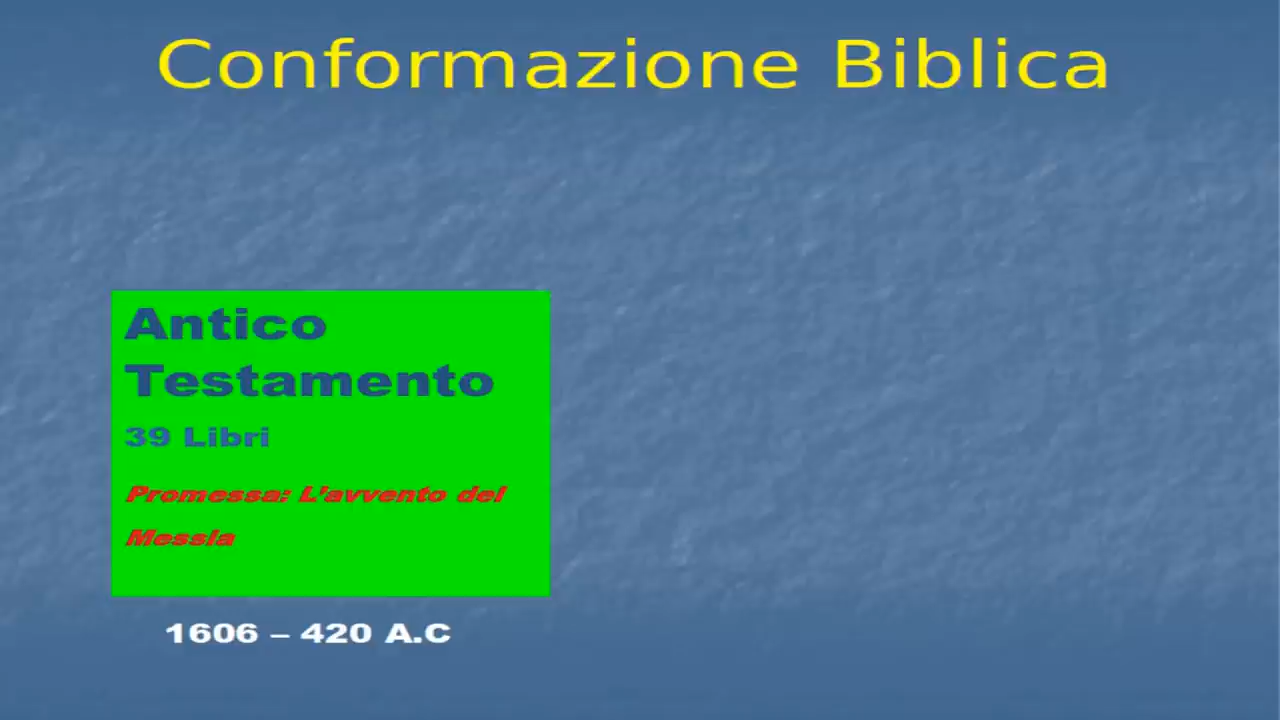 Conformazione Biblica
Antico
Testamento
39 Libri
Promessa: L'avvento del
Messia
1606 – 420 A.C